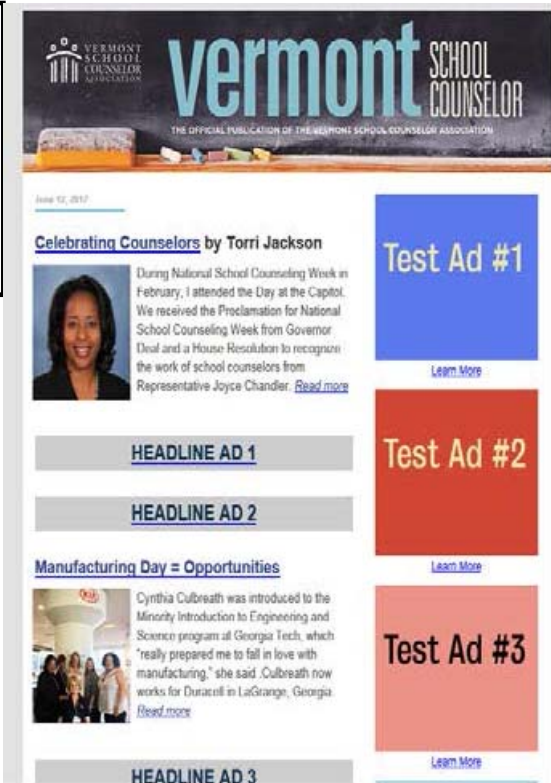 VERMONT
SCHOOL
COUNSELOR
ASSOCIATION
vermont
SCHOOL
COUNSELOR
THE OFFICIAL PUBLICATION OF THE VERMONT SCHOOL COUNSELOR ASSOCIATION
June 12, 2017
Celebrating Counselors by Torri Jackson
During National School Counseling Week in
February, I attended the Day at the Capitol.
We received the Proclamation for National
School Counseling Week from Governor
Deal and a House Resolution to recognize
the work of school counselors from
Representative Joyce Chandler. Read more
HEADLINE AD 1
HEADLINE AD 2
Manufacturing Day = Opportunities
Cynthia Culbreath was introduced to the
Minority Introduction to Engineering and
Science program at Georgia Tech, which
"really prepared me to fall in love with
manufacturing," she said .Culbreath now
works for Duracell in LaGrange, Georgia.
Read more
HEADLINE AD 3
Test Ad #1
Learn More
Test Ad #2
Learn More
Test Ad #3
Learn More